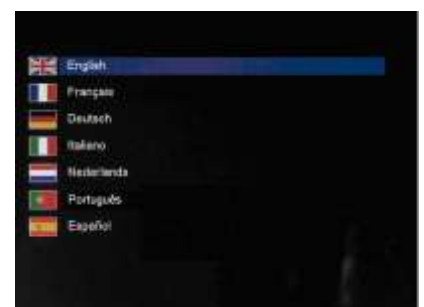 English
Français
Deutsch
Italiano
Nederlands
Português
Español